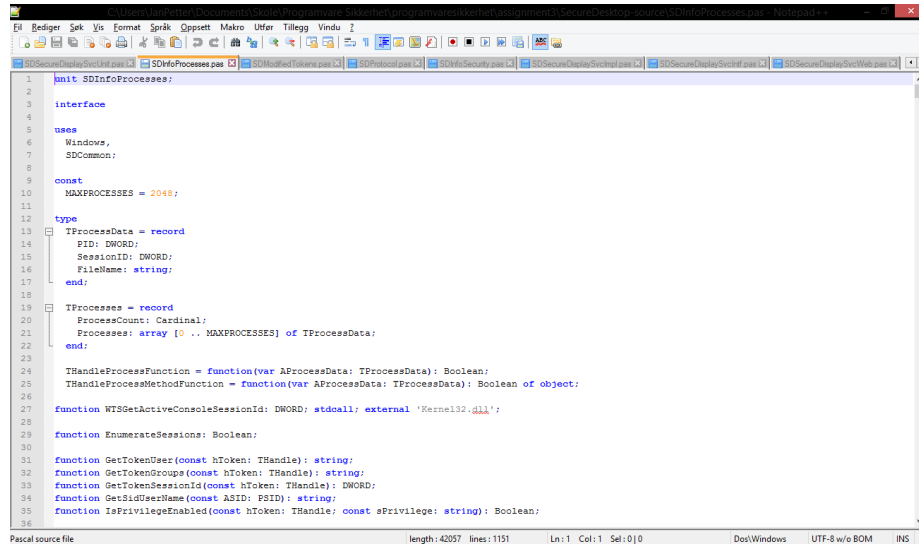 C:\Users\JanPetter\Documents\Skole\Programvare Sikkerhet\programvaresikkerhet\assignment3\SecureDesktop-source\SDInfoProcesses.pas - Notepad++
Fil Rediger Søk Vis Format Språk Oppsett Makro Utfør Tillegg Vindu ?
SDSecureDisplaySvcUnit.pas SDInfoProcesses.pas SDModifiedTokens.pas SDProtocol.pas SDInfoSecurity.pas SDSecureDisplaySvcImpl.pas SDSecureDisplaySvcIntf.pas SDSecureDisplaySvcWeb.pas
1 unit SDInfoProcesses;
2
3 interface
4
5 uses
6 Windows,
7 SDCommon;
8
9 const
10 MAXPROCESSES = 2048;
11
12 type
13 TProcessData = record
14 PID: DWORD;
15 SessionID: DWORD;
16 FileName: string;
17 end;
18
19 TProcesses = record
20 ProcessCount: Cardinal;
21 Processes: array [0 .. MAXPROCESSES] of TProcessData;
22 end;
23
24 THandleProcessFunction = function(var AProcessData: TProcessData): Boolean;
25 THandleProcessMethodFunction = function(var AProcessData: TProcessData): Boolean of object;
26
27 function WTSGetActiveConsoleSessionId: DWORD; stdcall; external 'Kernel32.dll';
28
29 function EnumerateSessions: Boolean;
30
31 function GetTokenUser(const hToken: THandle): string;
32 function GetTokenGroups(const hToken: THandle): string;
33 function GetTokenSessionId(const hToken: THandle): DWORD;
34 function GetSidUserName(const ASID: PSID): string;
35 function IsPrivilegeEnabled(const hToken: THandle; const sPrivilege: string): Boolean;
36
Pascal source file length : 42057 lines : 1151 Ln : 1 Col : 1 Sel : 0 | 0 Dos\Windows UTF-8 w/o BOM INS